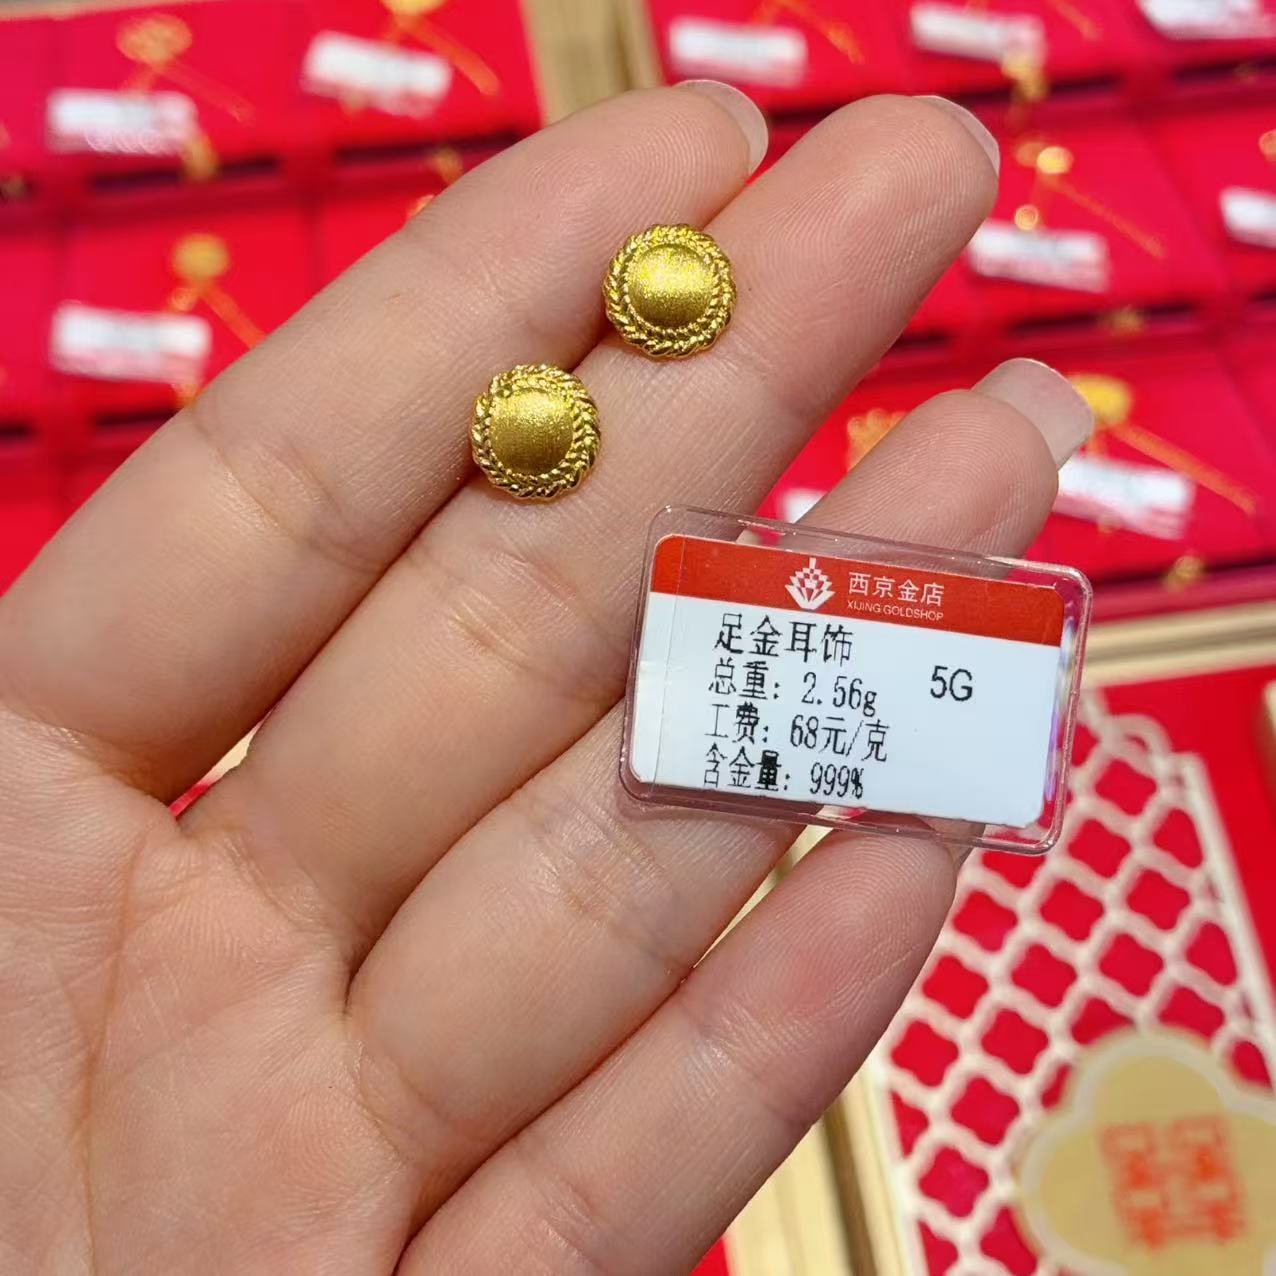 西京金店
XIJING GOLDSHOP
足金耳饰
总重: 2.56g 5G
工费: 68元/克
含金量: 999%